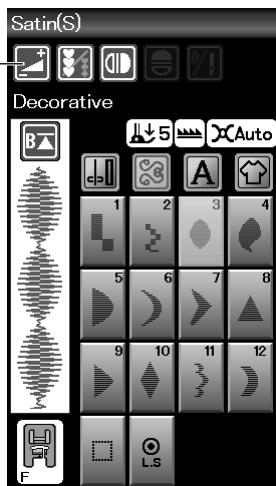 Satin(S)
Decorative
B 5 Auto
A
1 2 3 4
5 6 7 8
9 10 11 12
F L.S